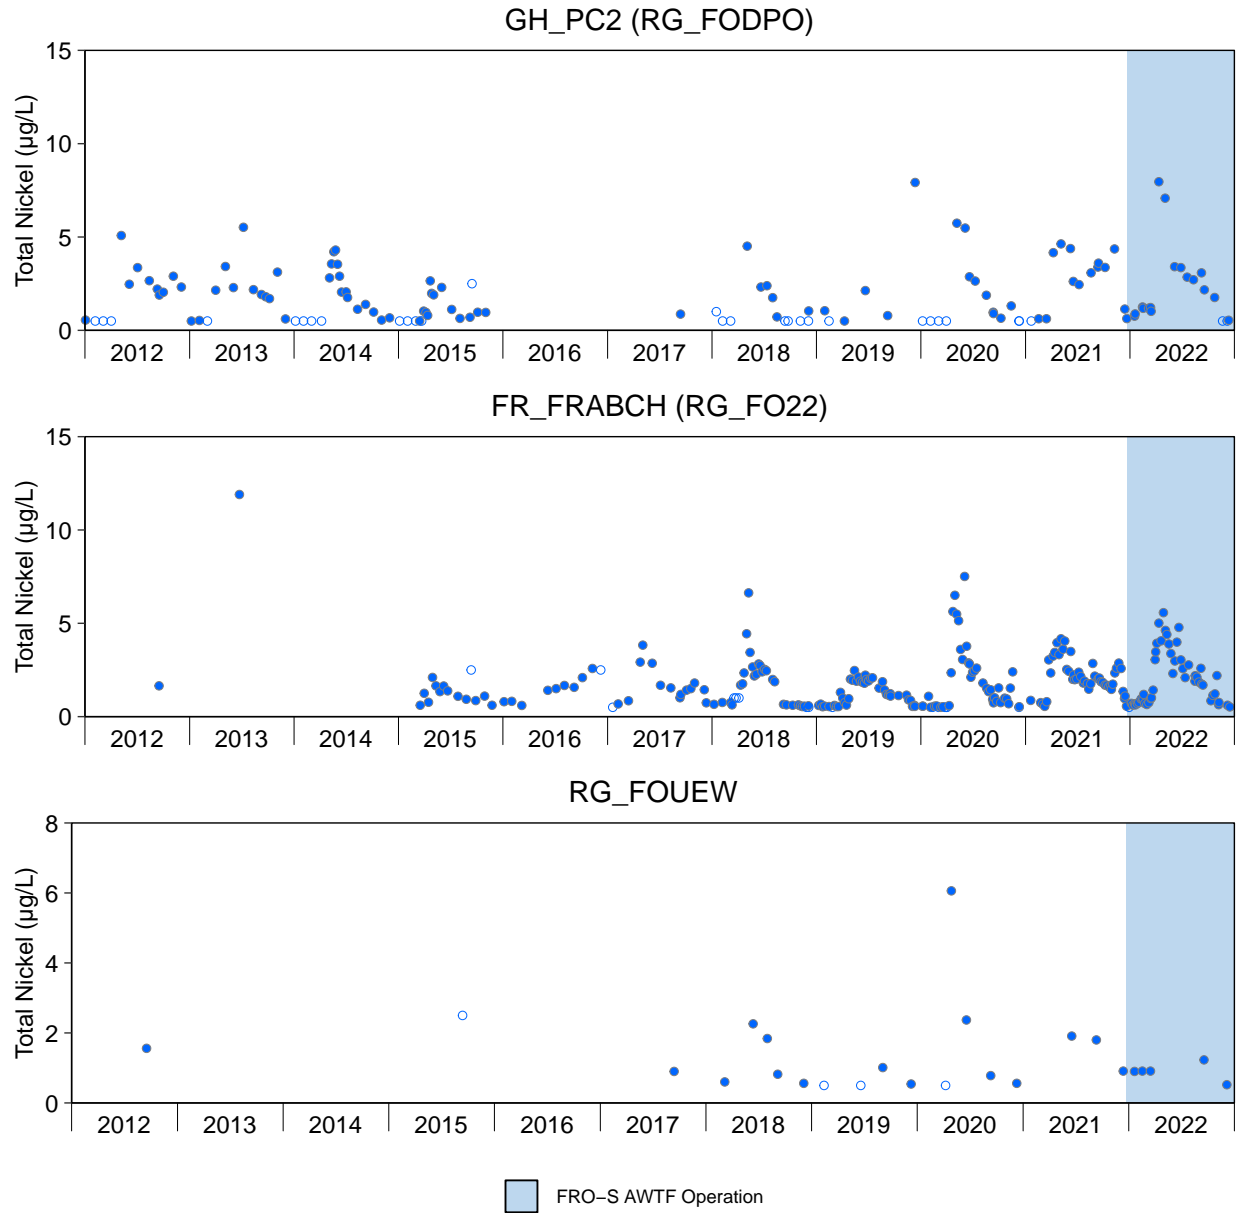 GH_PC2 (RG_FODPO)
Total Nickel (µg/L)
15
10
5
0
2012 2013 2014 2015 2016 2017 2018 2019 2020 2021 2022
FR_FRABCH (RG_FO22)
Total Nickel (µg/L)
15
10
5
0
2012 2013 2014 2015 2016 2017 2018 2019 2020 2021 2022
RG_FOUEW
Total Nickel (µg/L)
8
6
4
2
0
2012 2013 2014 2015 2016 2017 2018 2019 2020 2021 2022
FRO−S AWTF Operation